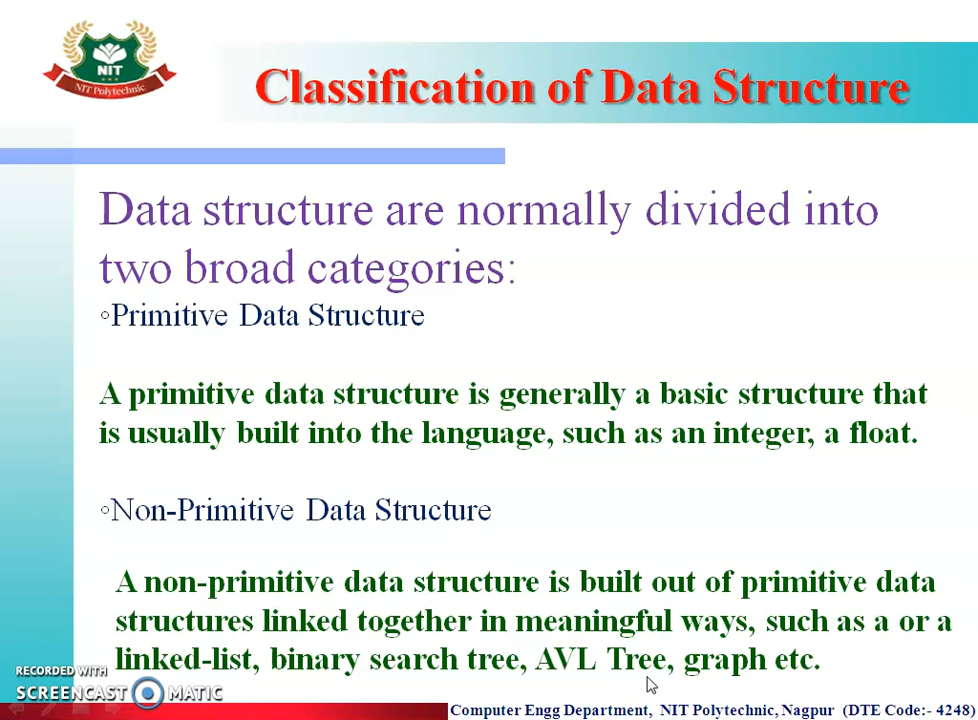 NIT
NIT Polytechnic
Classification of Data Structure
Data structure are normally divided into
two broad categories:
◦Primitive Data Structure
A primitive data structure is generally a basic structure that
is usually built into the language, such as an integer, a float.
◦Non-Primitive Data Structure
A non-primitive data structure is built out of primitive data
structures linked together in meaningful ways, such as a or a
linked-list, binary search tree, AVL Tree, graph etc.
RECORDED WITH
SCREENCAST MATIC
Computer Engg Department, NIT Polytechnic, Nagpur (DTE Code:- 4248)